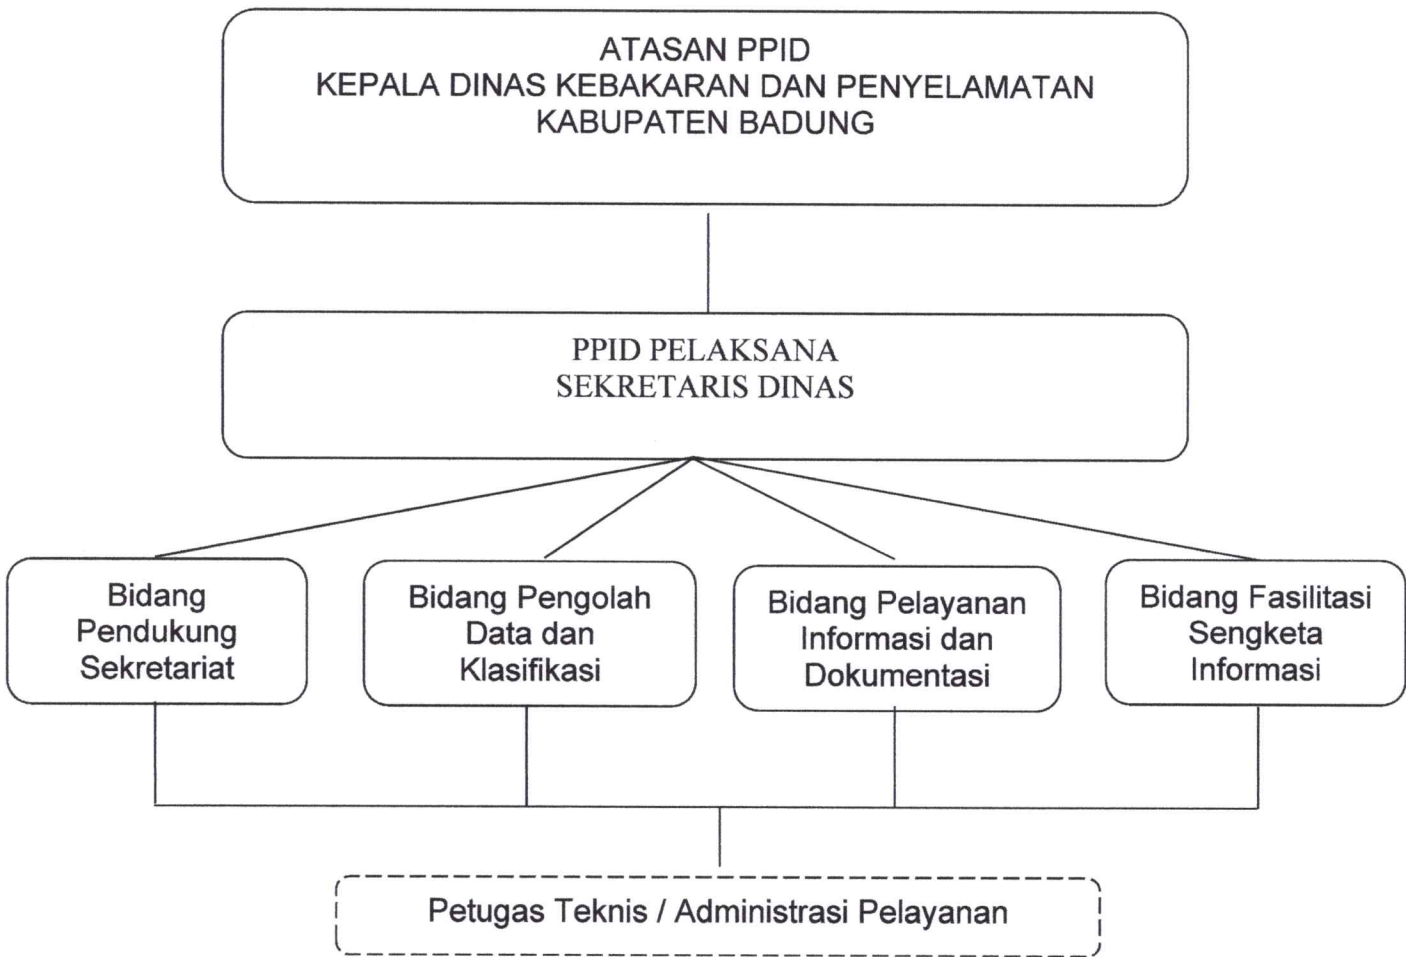 ATASAN PPID
KEPALA DINAS KEBAKARAN DAN PENYELAMATAN
KABUPATEN BADUNG
PPID PELAKSANA
SEKRETARIS DINAS
Bidang
Pendukung
Sekretariat
Bidang Pengolah
Data dan
Klasifikasi
Bidang Pelayanan
Informasi dan
Dokumentasi
Bidang Fasilitasi
Sengketa
Informasi
Petugas Teknis / Administrasi Pelayanan